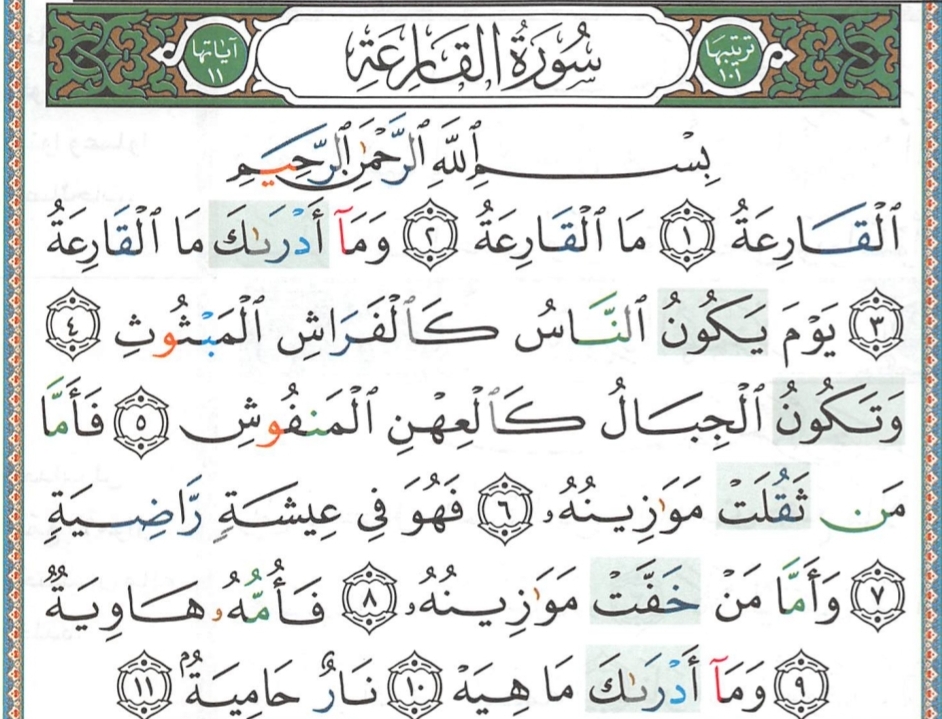 ترتيبها ١٠١ سُورَةُ القَارِعَةِ آياتها ١١
بِسْمِ ٱللَّهِ ٱلرَّحْمَٰنِ ٱلرَّحِيمِ
ٱلْقَارِعَةُ ١ مَا ٱلْقَارِعَةُ ٢ وَمَآ أَدْرَىٰكَ مَا ٱلْقَارِعَةُ
٣ يَوْمَ يَكُونُ ٱلنَّاسُ كَٱلْفَرَاشِ ٱلْمَبْثُوثِ ٤
وَتَكُونُ ٱلْجِبَالُ كَٱلْعِهْنِ ٱلْمَنفُوشِ ٥ فَأَمَّا
مَن ثَقُلَتْ مَوَٰزِينُهُۥ ٦ فَهُوَ فِى عِيشَةٍ رَّاضِيَةٍ
٧ وَأَمَّا مَنْ خَفَّتْ مَوَٰزِينُهُۥ ٨ فَأُمُّهُۥ هَاوِيَةٌ
٩ وَمَآ أَدْرَىٰكَ مَا هِيَهْ ١٠ نَارٌ حَامِيَةٌۢ ١١